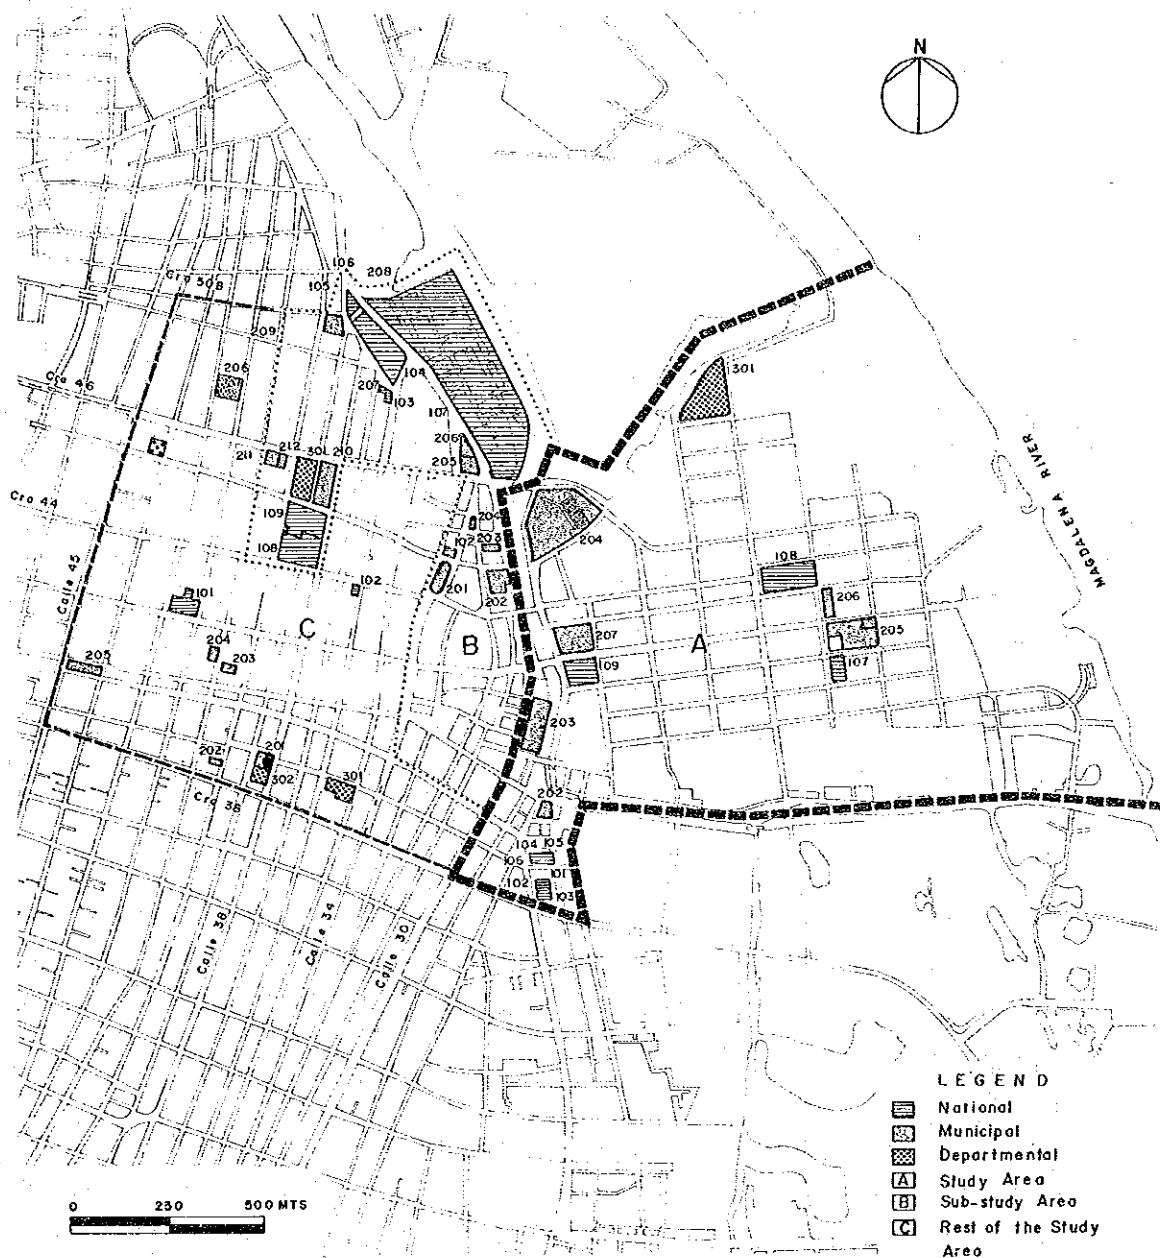 N
106
208
Cra 50B
105
209
206
Cra 46
104
207
103
107
301
206
205
212
301
210
211
MAGDALENA RIVER
Cra 44
109
204
108
102
203
204
108
201
202
206
Calle 45
101
102
C
B
207
A
205
204
203
109
107
205
203
202
201
302
301
Cra 38
202
104
105
106
101
102
103
Calle 38
Calle 34
Calle 30
LEGEND
National
Municipal
Departmental
A Study Area
B Sub-study Area
C Rest of the Study
Area
0 250 500 MTS